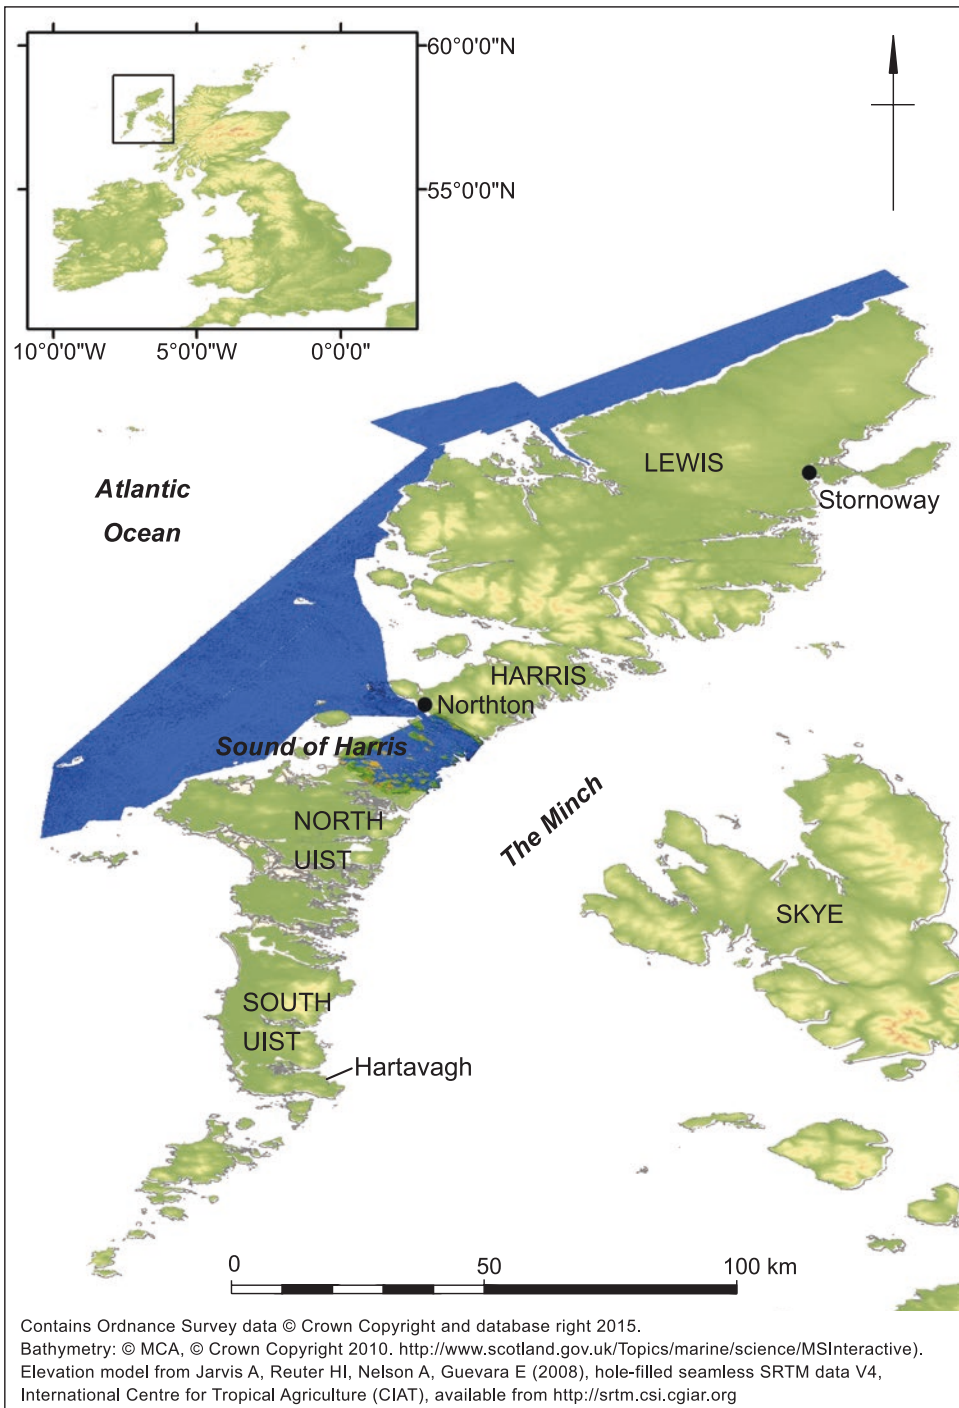 60°0'0"N
55°0'0"N
10°0'0"W
5°0'0"W
0°0'0"
LEWIS
Stornoway
Atlantic
Ocean
HARRIS
Northton
Sound of Harris
The Minch
NORTH
UIST
SKYE
SOUTH
UIST
Hartavagh
0
50
100 km
Contains Ordnance Survey data © Crown Copyright and database right 2015.
Bathymetry: © MCA, © Crown Copyright 2010. http://www.scotland.gov.uk/Topics/marine/science/MSInteractive).
Elevation model from Jarvis A, Reuter HI, Nelson A, Guevara E (2008), hole-filled seamless SRTM data V4,
International Centre for Tropical Agriculture (CIAT), available from http://srtm.csi.cgiar.org